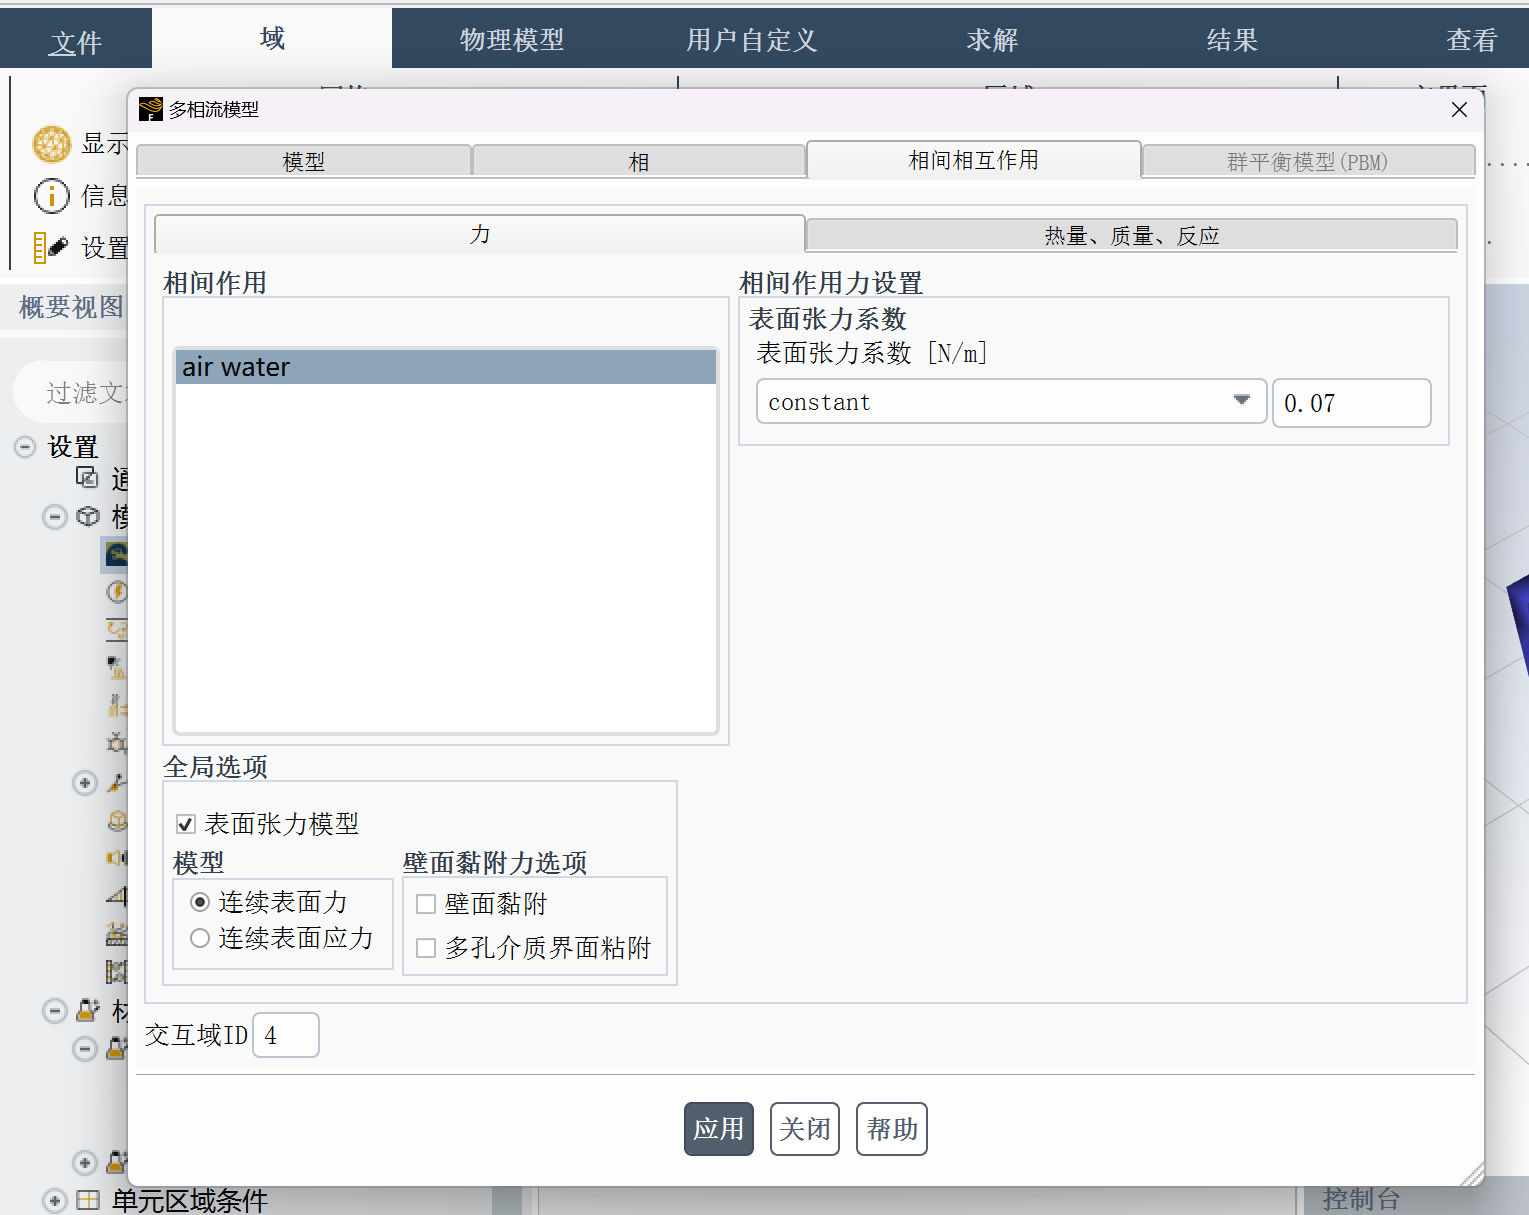 文件
域
物理模型
用户自定义
求解
结果
查看
多相流模型
显示
信息
设置
模型
相
相间相互作用
群平衡模型(PBM)
力
热量、质量、反应
概要视图
相间作用
相间作用力设置
表面张力系数
表面张力系数 [N/m]
air water
constant
0.07
过滤文
设置
通
模
全局选项
表面张力模型
模型
壁面黏附力选项
连续表面力
壁面黏附
连续表面应力
多孔介质界面粘附
材
交互域ID
4
应用
关闭
帮助
单元区域条件
控制台